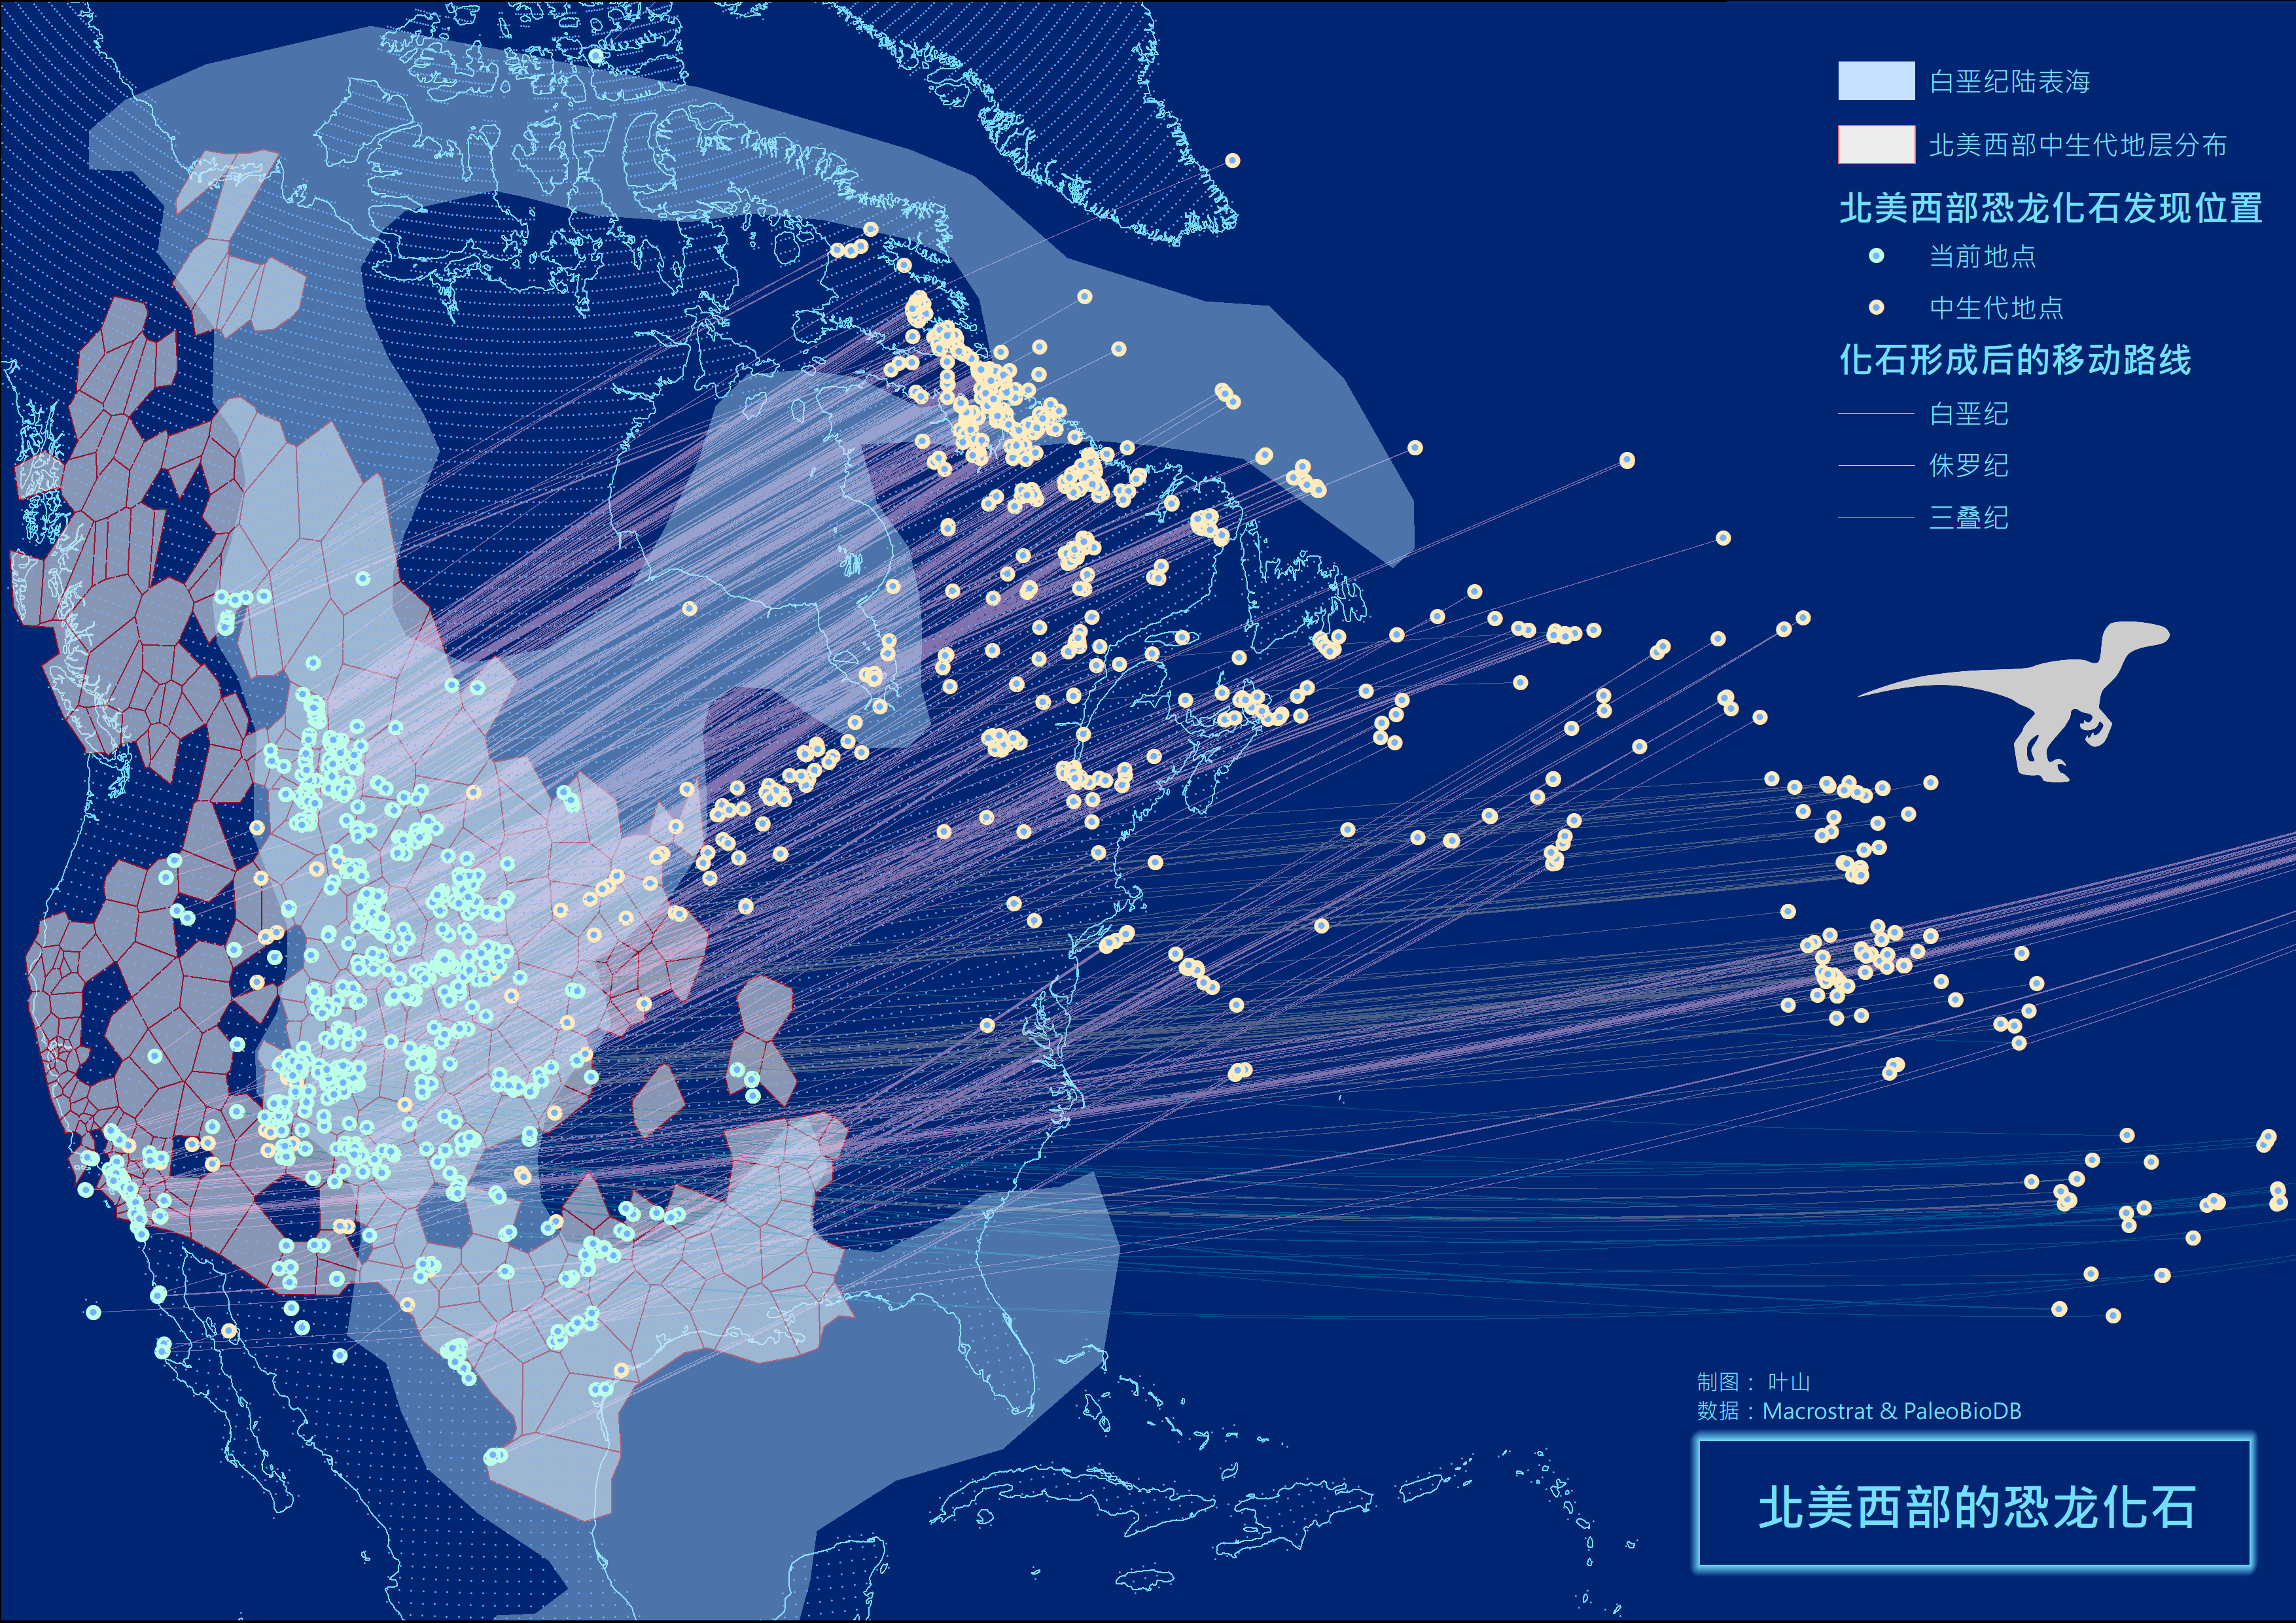 白垩纪陆表海
北美西部中生代地层分布
北美西部恐龙化石发现位置
当前地点
中生代地点
化石形成后的移动路线
白垩纪
侏罗纪
三叠纪
制图： 叶山
数据：Macrostrat & PaleoBioDB
北美西部的恐龙化石